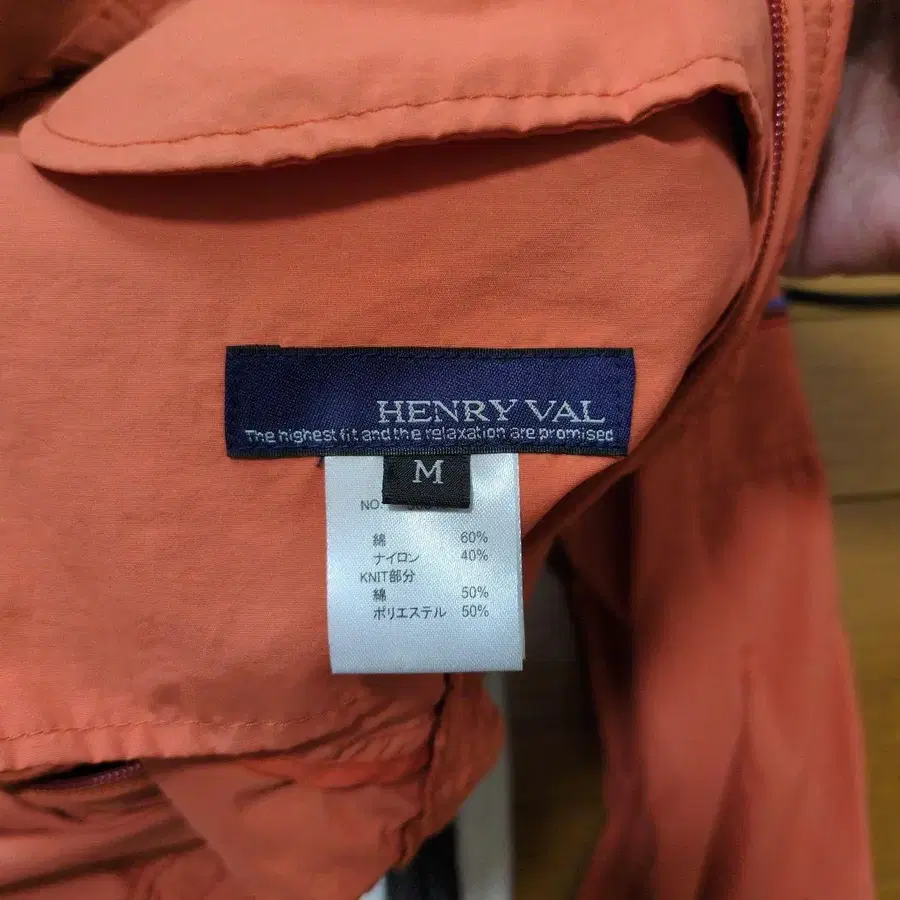 HENRY VAL
The highest fit and the relaxation are promised
M
NO.
綿 60%
ナイロン 40%
KNIT部分
綿 50%
ポリエステル 50%